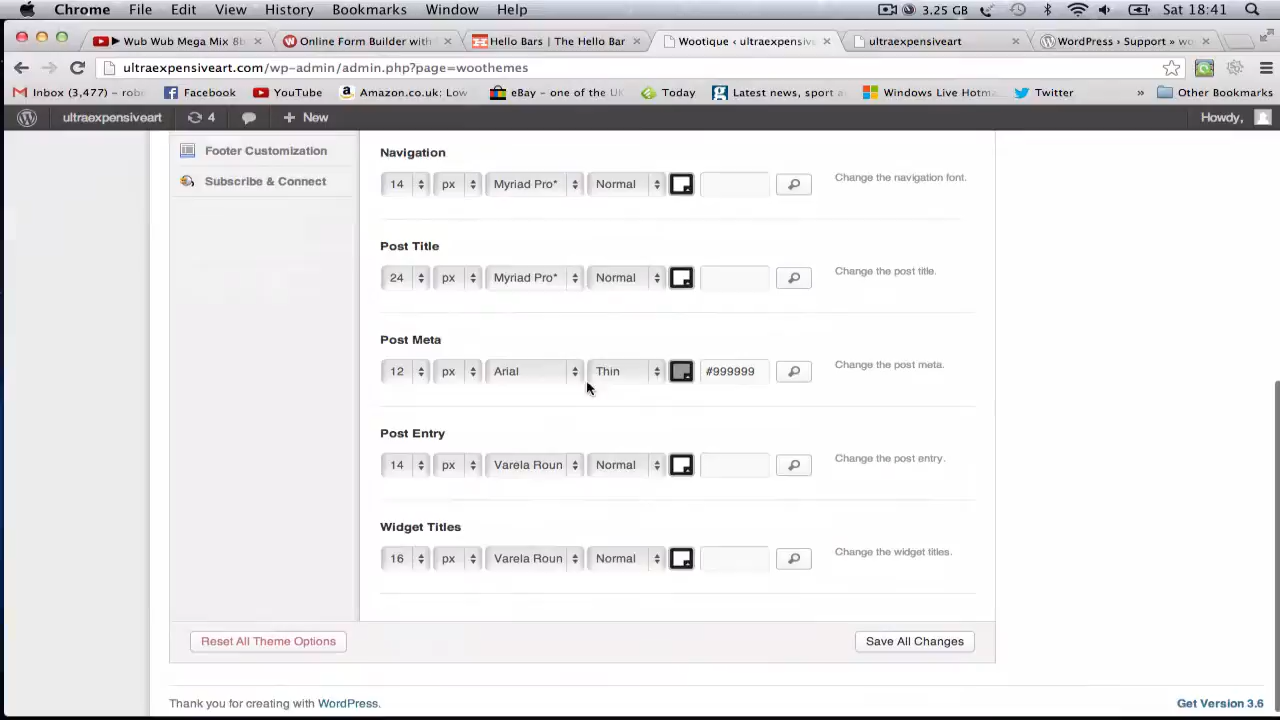 Chrome File Edit View History Bookmarks Window Help 3.25 GB Sat 18:41
▶ Wub Wub Mega Mix 8b Online Form Builder with Hello Bars | The Hello Bar Wootique ‹ ultraexpensive ultraexpensiveart WordPress › Support » wo
ultraexpensiveart.com/wp-admin/admin.php?page=woothemes
Inbox (3,477) – rob Facebook YouTube Amazon.co.uk: Low eBay – one of the UK Today Latest news, sport a Windows Live Hotm Twitter » Other Bookmarks
ultraexpensiveart 4 + New Howdy,
Footer Customization
Subscribe & Connect
Navigation
14 px Myriad Pro* Normal Change the navigation font.
Post Title
24 px Myriad Pro* Normal Change the post title.
Post Meta
12 px Arial Thin #999999 Change the post meta.
Post Entry
14 px Varela Roun Normal Change the post entry.
Widget Titles
16 px Varela Roun Normal Change the widget titles.
Reset All Theme Options Save All Changes
Thank you for creating with WordPress. Get Version 3.6